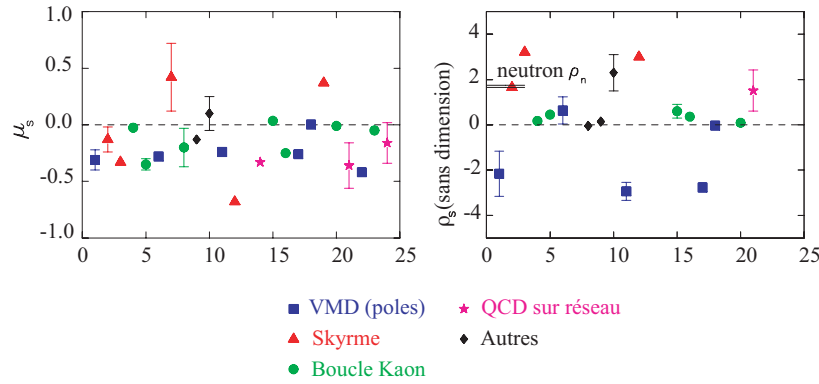 μs
1.0
0.5
0.0
-0.5
-1.0
0 5 10 15 20 25
ρs(sans dimension)
4
2
0
-2
-4
neutron ρn
0 5 10 15 20 25
VMD (poles)
Skyrme
Boucle Kaon
QCD sur réseau
Autres